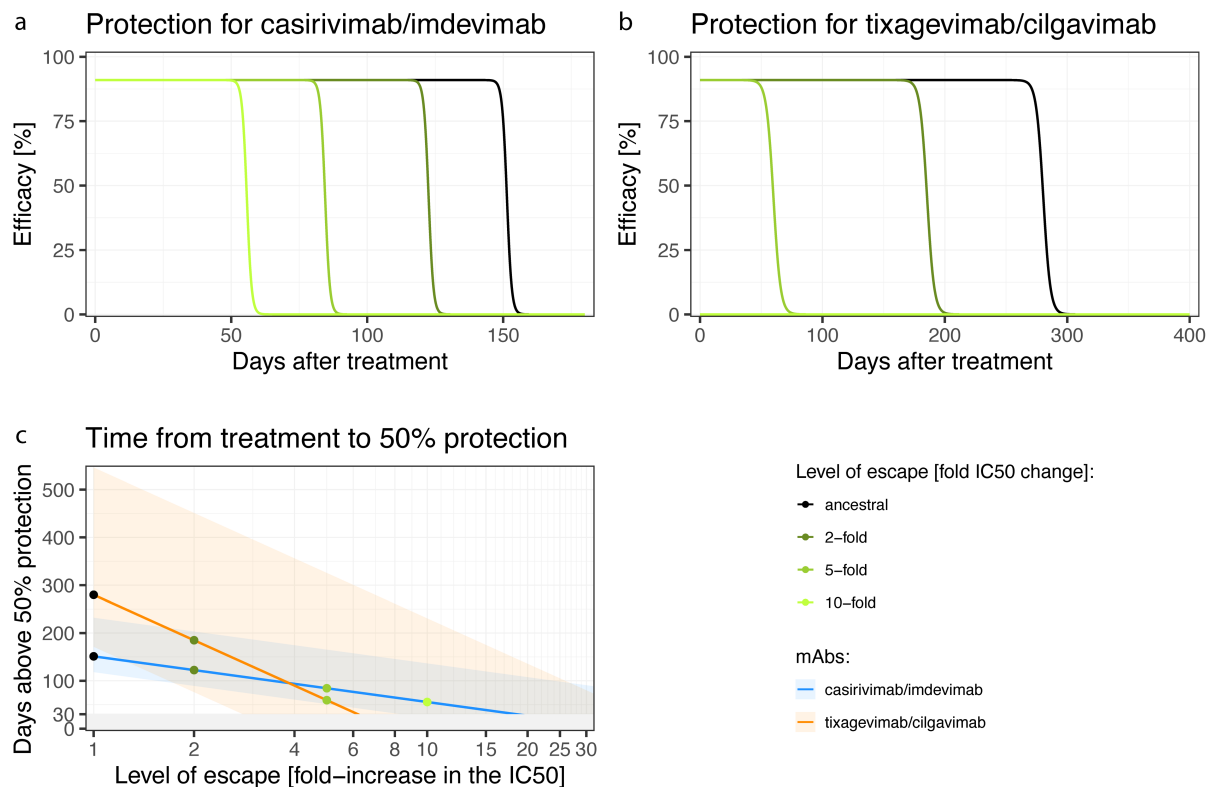 a
Protection for casirivimab/imdevimab
Efficacy [%]
100
75
50
25
0
0 50 100 150
Days after treatment
b
Protection for tixagevimab/cilgavimab
Efficacy [%]
100
75
50
25
0
0 100 200 300 400
Days after treatment
c
Time from treatment to 50% protection
Days above 50% protection
500
400
300
200
100
30
0
1 2 4 6 8 10 15 20 25 30
Level of escape [fold−increase in the IC50]
Level of escape [fold IC50 change]:
ancestral
2−fold
5−fold
10−fold
mAbs:
casirivimab/imdevimab
tixagevimab/cilgavimab